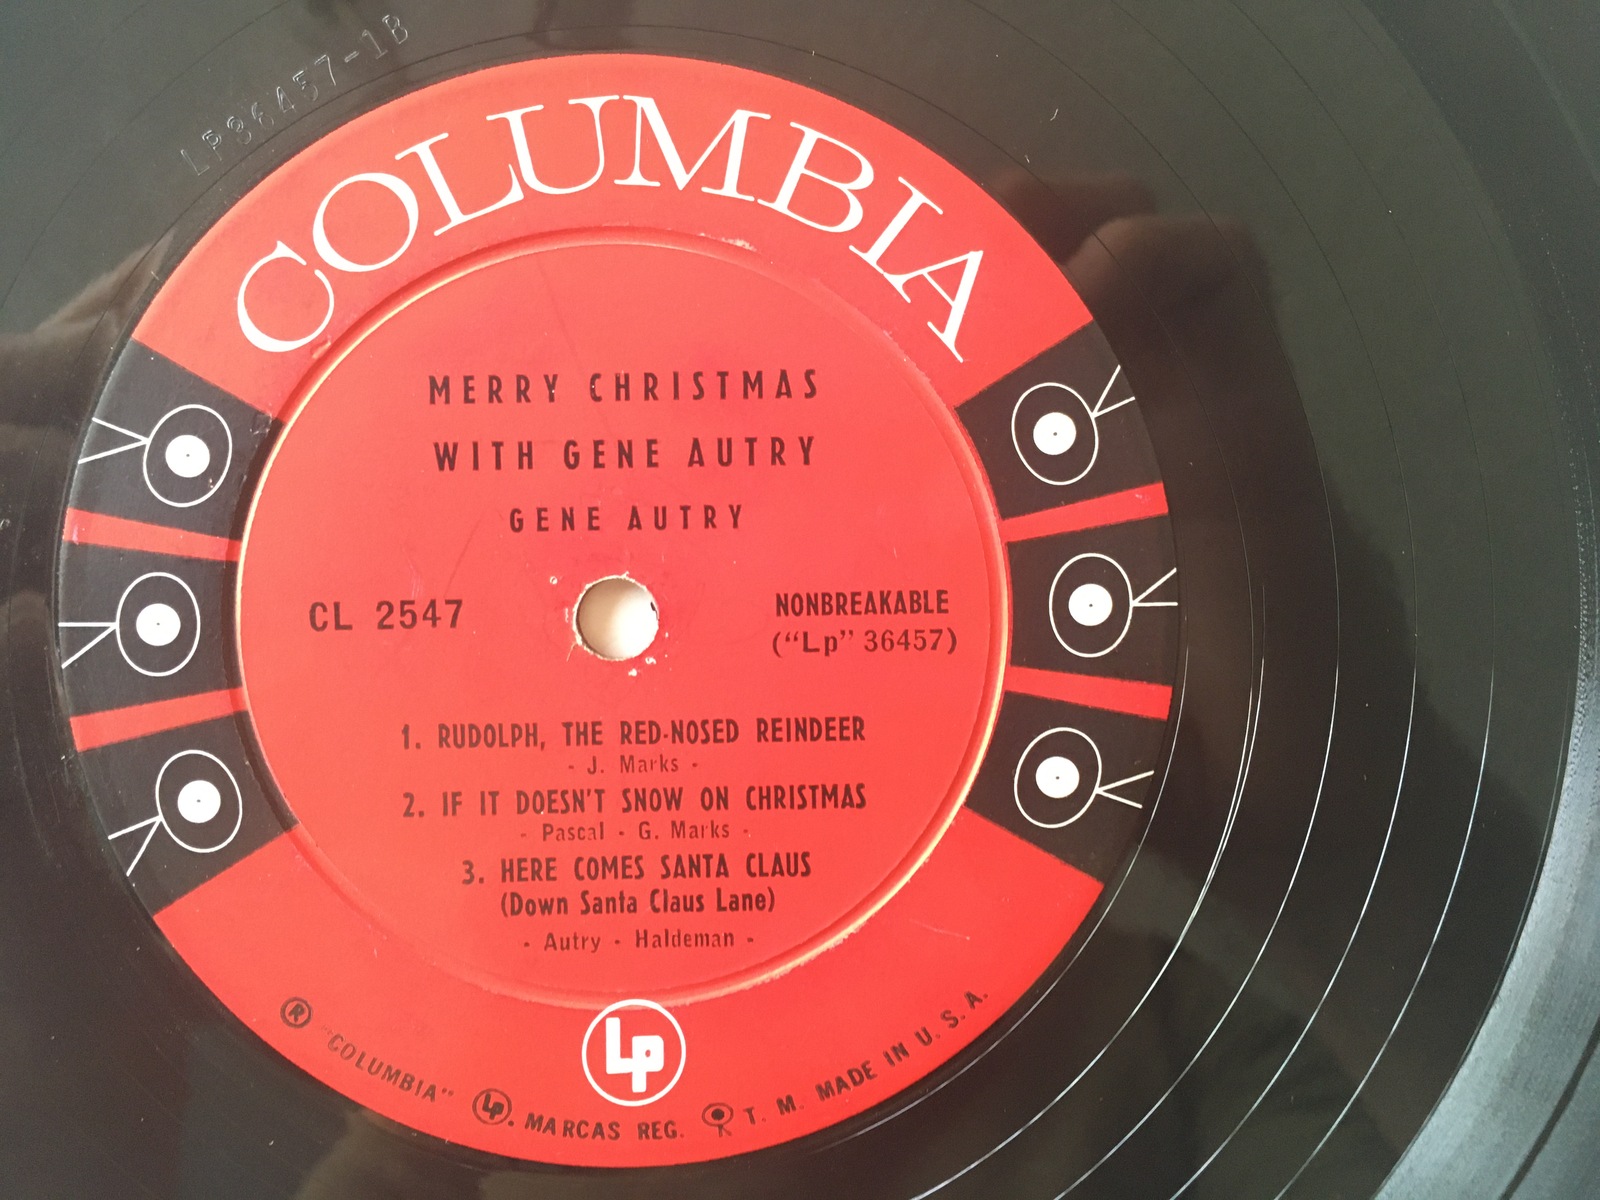 LP36457-1B
COLUMBIA
MERRY CHRISTMAS
WITH GENE AUTRY
GENE AUTRY
CL 2547
NONBREAKABLE
(“Lp” 36457)
1. RUDOLPH, THE RED-NOSED REINDEER
- J. Marks -
2. IF IT DOESN'T SNOW ON CHRISTMAS
- Pascal - G. Marks -
3. HERE COMES SANTA CLAUS
(Down Santa Claus Lane)
- Autry - Haldeman -
Lp
® "COLUMBIA" Lp. MARCAS REG. T. M. MADE IN U. S. A.